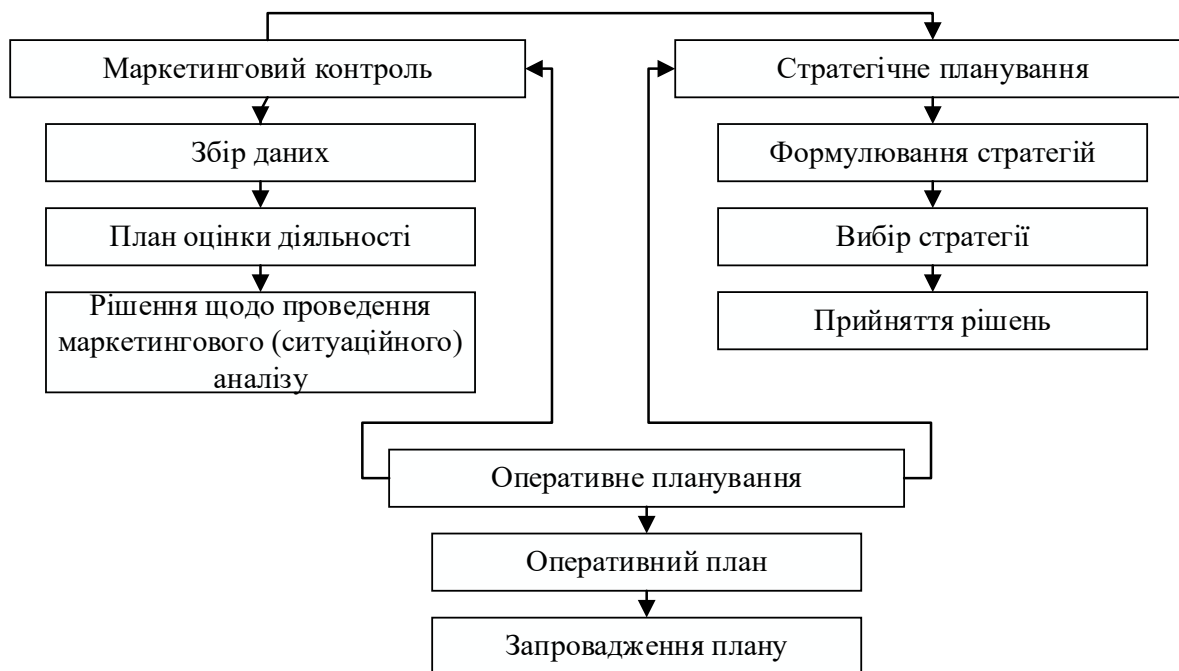 Маркетинговий контроль
Збір даних
План оцінки діяльності
Рішення щодо проведення
маркетингового (ситуаційного)
аналізу
Стратегічне планування
Формулювання стратегій
Вибір стратегії
Прийняття рішень
Оперативне планування
Оперативний план
Запровадження плану